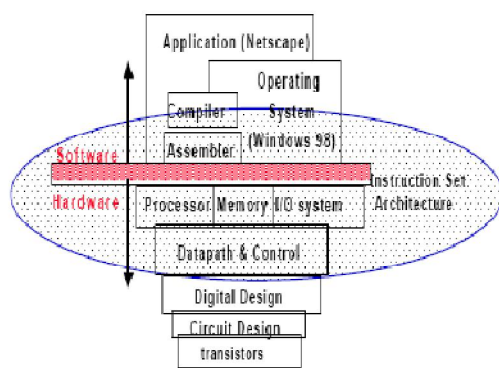 Application (Netscape)
Operating
System
(Windows 98)
Compiler
Assembler
Software
Hardware
Instruction Set
Architecture
Processor Memory I/O system
Datapath & Control
Digital Design
Circuit Design
transistors